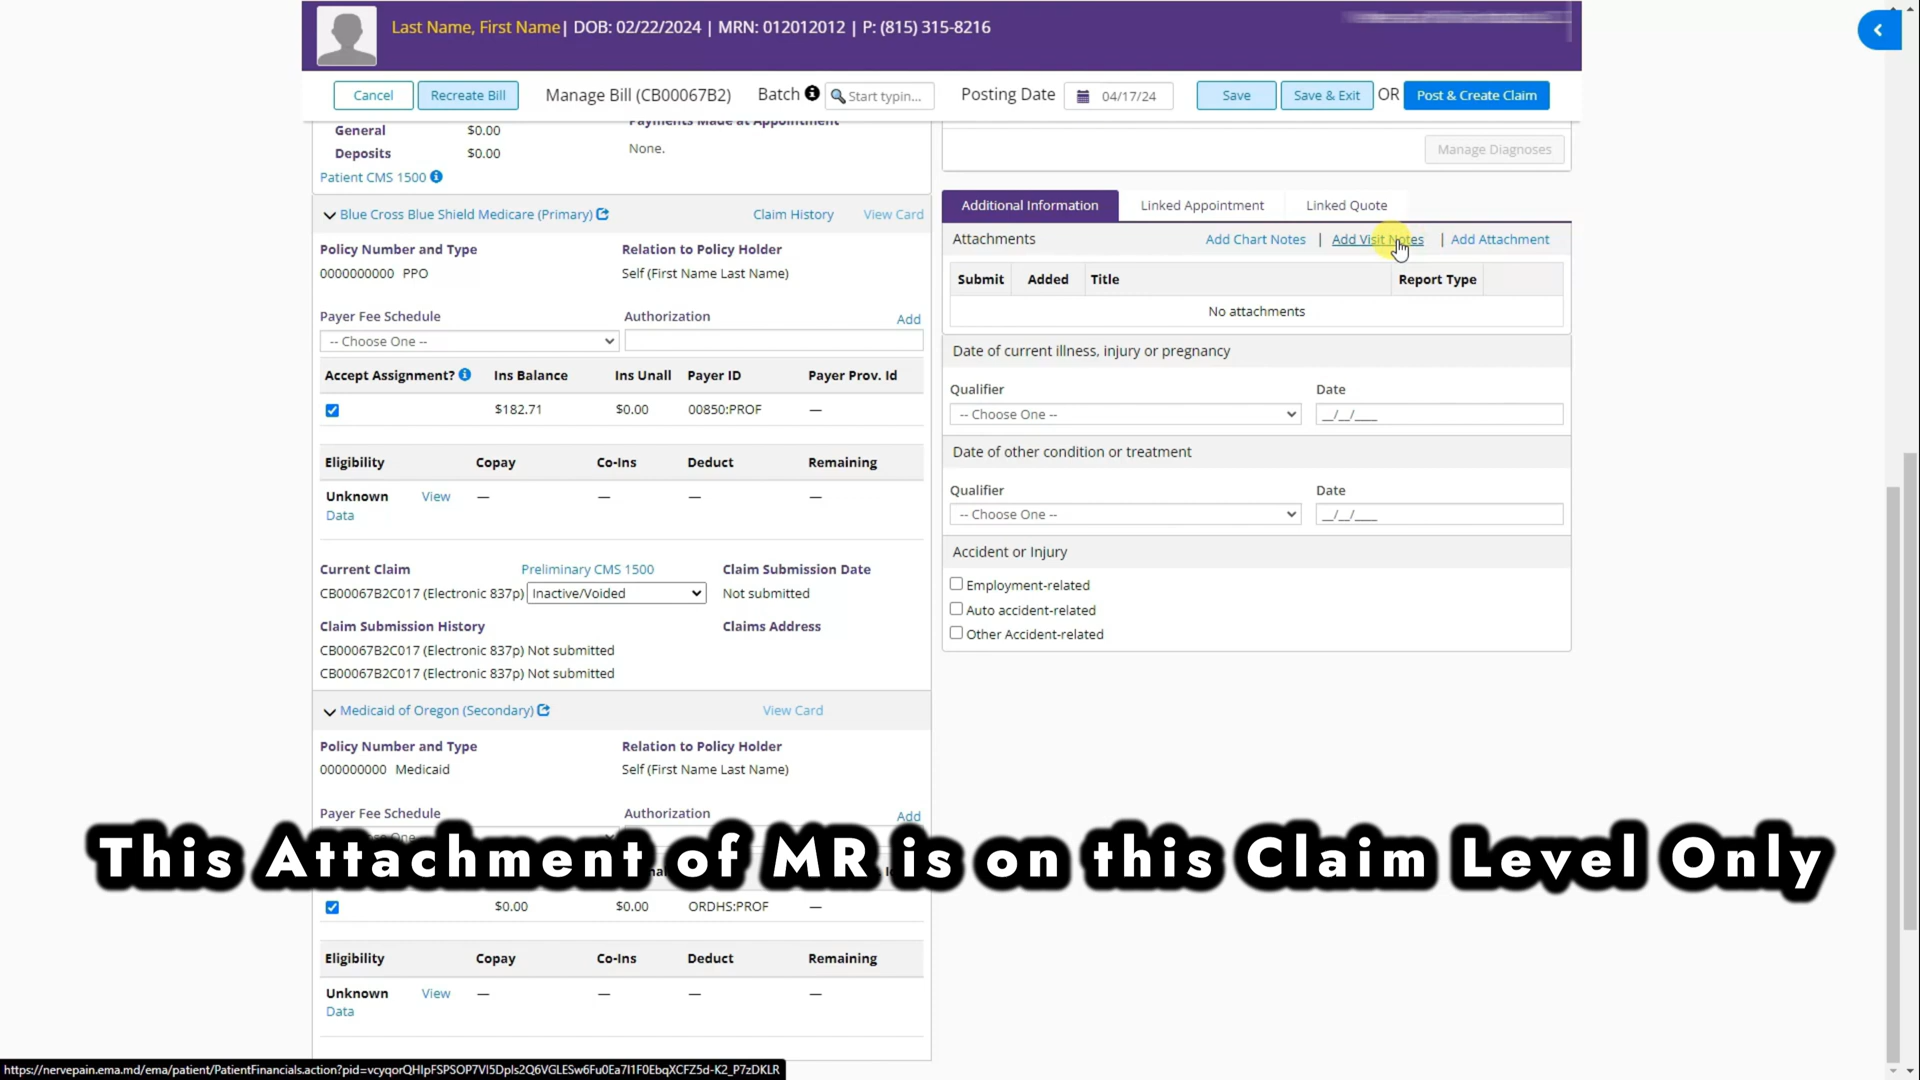 Last Name, First Name| DOB: 02/22/2024 | MRN: 012012012 | P: (815) 315-8216
Cancel Recreate Bill Manage Bill (CB00067B2) Batch Start typin... Posting Date 04/17/24 Save Save & Exit OR Post & Create Claim
General $0.00 Payments Made at Appointment
Deposits $0.00 None.
Patient CMS 1500
Blue Cross Blue Shield Medicare (Primary) Claim History View Card
Policy Number and Type Relation to Policy Holder
0000000000 PPO Self (First Name Last Name)
Payer Fee Schedule Authorization Add
-- Choose One --
Accept Assignment? Ins Balance Ins Unall Payer ID Payer Prov. Id
$182.71 $0.00 00850:PROF —
Eligibility Copay Co-Ins Deduct Remaining
Unknown View — — — —
Data
Current Claim Preliminary CMS 1500 Claim Submission Date
CB00067B2C017 (Electronic 837p) Inactive/Voided Not submitted
Claim Submission History Claims Address
CB00067B2C017 (Electronic 837p) Not submitted
CB00067B2C017 (Electronic 837p) Not submitted
Medicaid of Oregon (Secondary) View Card
Policy Number and Type Relation to Policy Holder
000000000 Medicaid Self (First Name Last Name)
Payer Fee Schedule Authorization Add
This Attachment of MR is on this Claim Level Only
$0.00 $0.00 ORDHS:PROF —
Eligibility Copay Co-Ins Deduct Remaining
Unknown View — — — —
Data
Manage Diagnoses
Additional Information Linked Appointment Linked Quote
Attachments Add Chart Notes | Add Visit Notes | Add Attachment
Submit Added Title Report Type
No attachments
Date of current illness, injury or pregnancy
Qualifier Date
-- Choose One -- __/__/____
Date of other condition or treatment
Qualifier Date
-- Choose One -- __/__/____
Accident or Injury
Employment-related
Auto accident-related
Other Accident-related